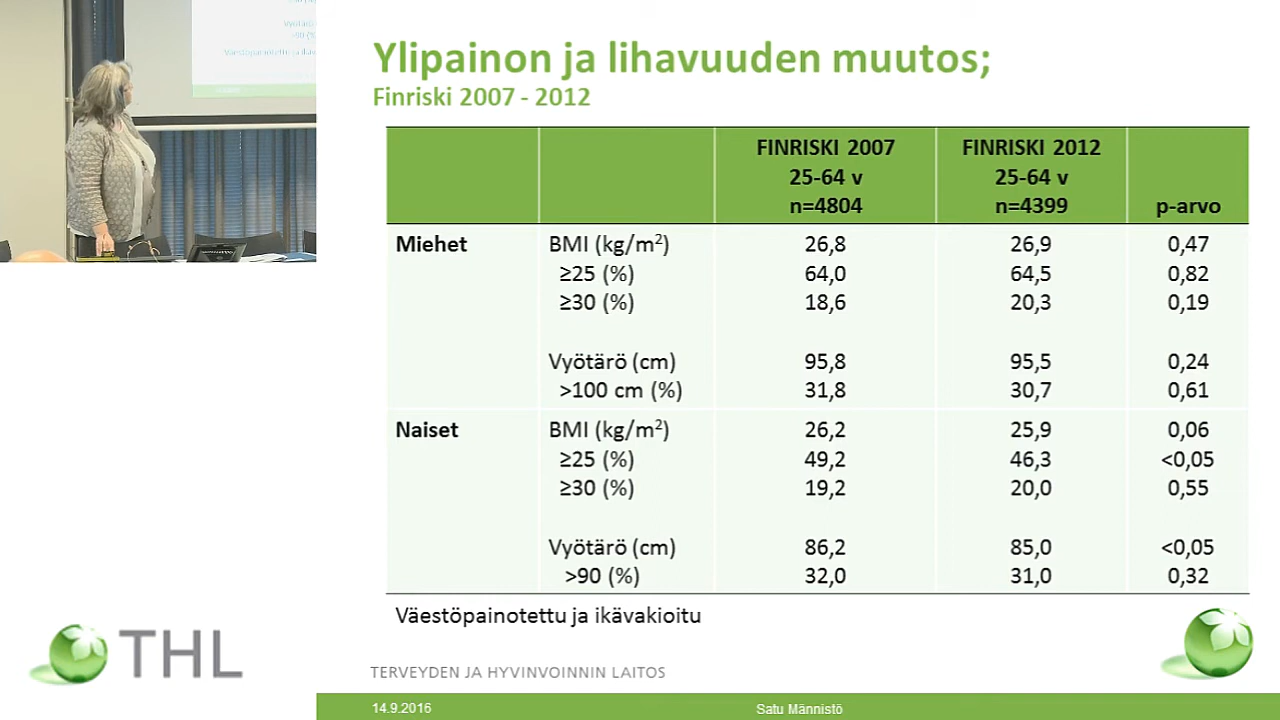 Ylipainon ja lihavuuden muutos;
Finriski 2007 - 2012
FINRISKI 2007 25-64 v n=4804
FINRISKI 2012 25-64 v n=4399
p-arvo
Miehet BMI (kg/m²) 26,8 26,9 0,47
≥25 (%) 64,0 64,5 0,82
≥30 (%) 18,6 20,3 0,19
Vyötärö (cm) 95,8 95,5 0,24
>100 cm (%) 31,8 30,7 0,61
Naiset BMI (kg/m²) 26,2 25,9 0,06
≥25 (%) 49,2 46,3 <0,05
≥30 (%) 19,2 20,0 0,55
Vyötärö (cm) 86,2 85,0 <0,05
>90 (%) 32,0 31,0 0,32
Väestöpainotettu ja ikävakioitu
THL
TERVEYDEN JA HYVINVOINNIN LAITOS
14.9.2016 Satu Männistö